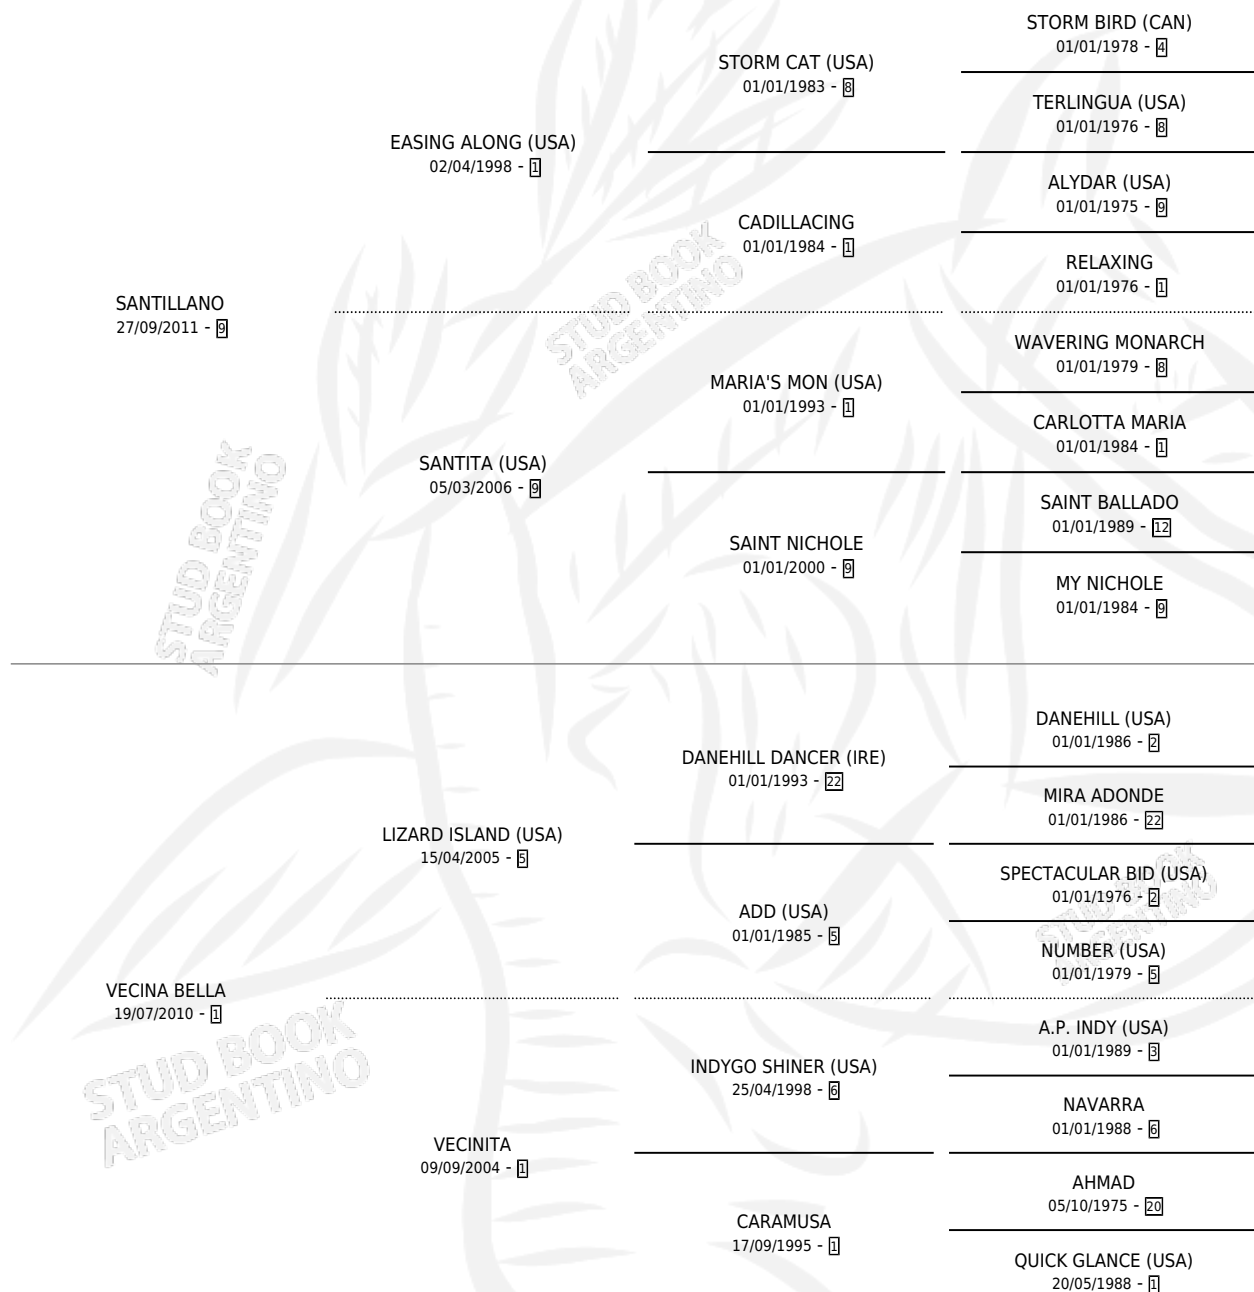 STORM BIRD (CAN)
01/01/1978 - 4
STORM CAT (USA)
01/01/1983 - 8
TERLINGUA (USA)
01/01/1976 - 8
EASING ALONG (USA)
02/04/1998 - 1
ALYDAR (USA)
01/01/1975 - 9
CADILLACING
01/01/1984 - 1
RELAXING
01/01/1976 - 1
SANTILLANO
27/09/2011 - 9
WAVERING MONARCH
01/01/1979 - 8
MARIA'S MON (USA)
01/01/1993 - 1
CARLOTTA MARIA
01/01/1984 - 1
SANTITA (USA)
05/03/2006 - 9
SAINT BALLADO
01/01/1989 - 12
SAINT NICHOLE
01/01/2000 - 9
MY NICHOLE
01/01/1984 - 9
DANEHILL (USA)
01/01/1986 - 2
DANEHILL DANCER (IRE)
01/01/1993 - 22
MIRA ADONDE
01/01/1986 - 22
LIZARD ISLAND (USA)
15/04/2005 - 5
SPECTACULAR BID (USA)
01/01/1976 - 2
ADD (USA)
01/01/1985 - 5
NUMBER (USA)
01/01/1979 - 5
VECINA BELLA
19/07/2010 - 1
A.P. INDY (USA)
01/01/1989 - 3
INDYGO SHINER (USA)
25/04/1998 - 6
NAVARRA
01/01/1988 - 6
VECINITA
09/09/2004 - 1
AHMAD
05/10/1975 - 20
CARAMUSA
17/09/1995 - 1
QUICK GLANCE (USA)
20/05/1988 - 1
STUD BOOK
ARGENTINO
STUD BOOK
ARGENTINO
STUD BOOK
ARGENTINO
STUD BOOK
ARGENTINO